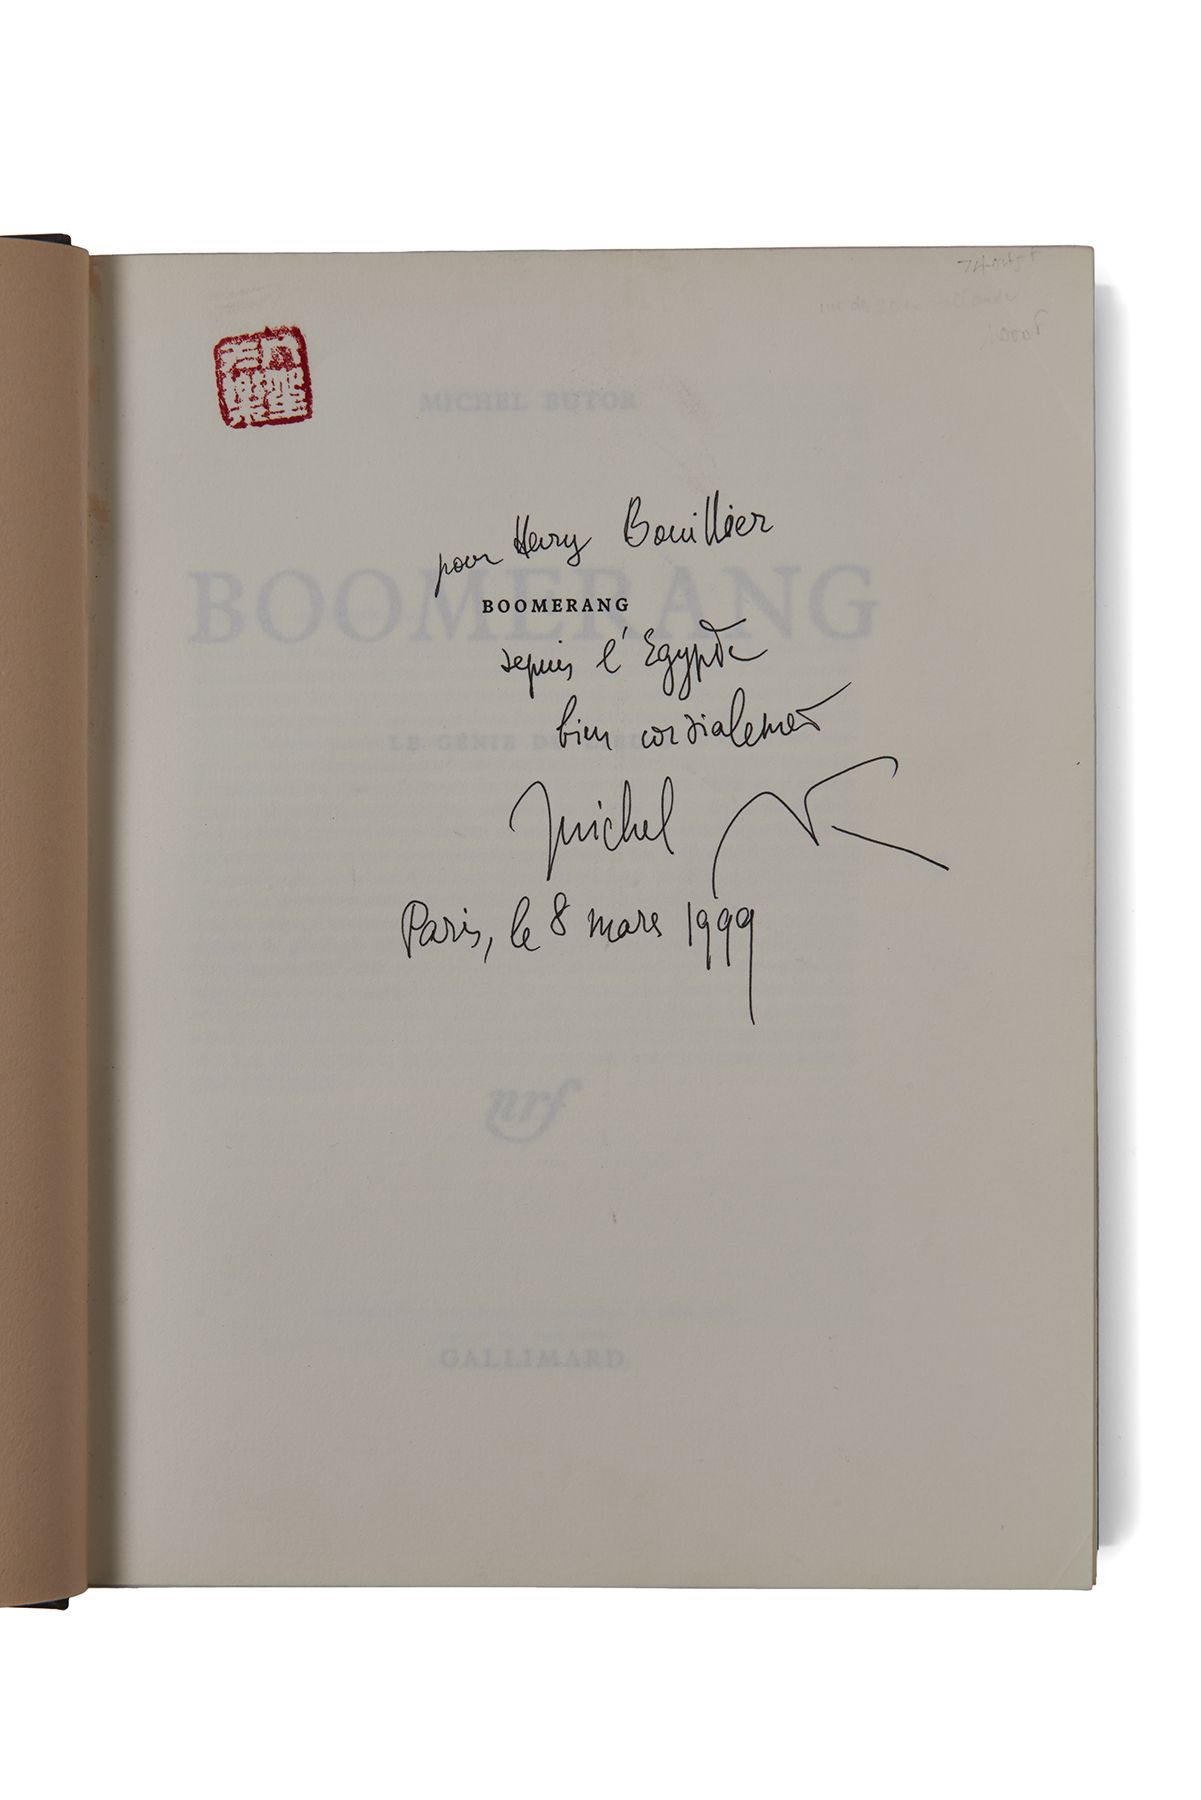 MICHEL BUTOR
pour Henry Bouillier
BOOMERANG
BOOMERANG
depuis l'Egypte
bien cordialement
LE GÉNIE DU LIEU
Michel
Paris, le 8 mars 1999
nrf
GALLIMARD